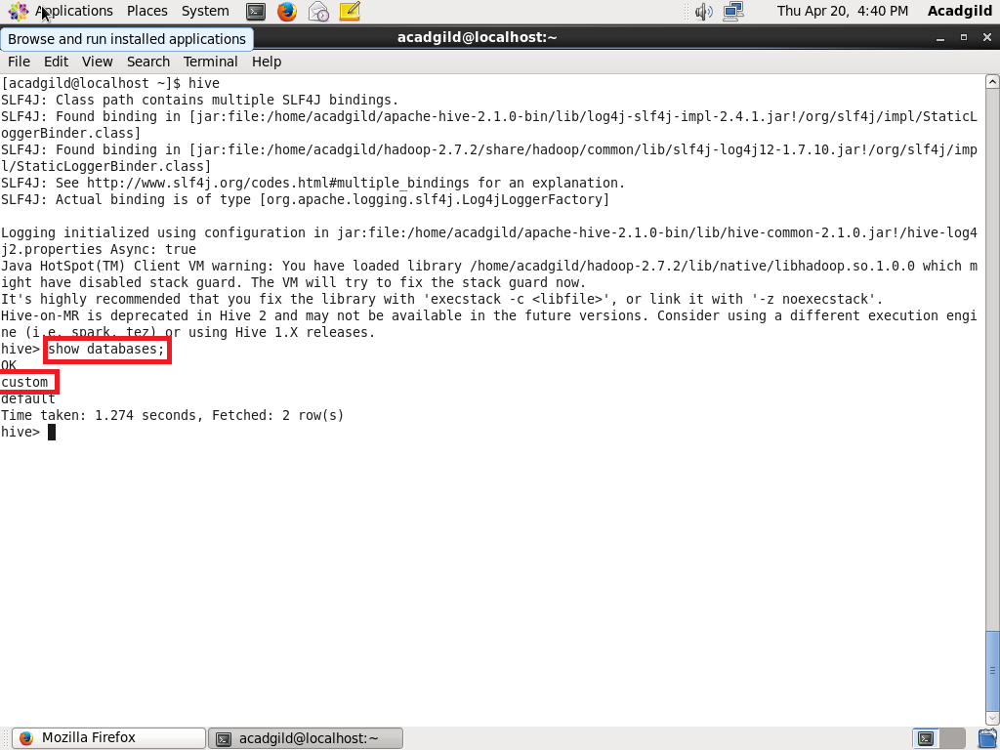 Applications Places System Thu Apr 20, 4:40 PM Acadgild
Browse and run installed applications
acadgild@localhost:~
File Edit View Search Terminal Help
[acadgild@localhost ~]$ hive
SLF4J: Class path contains multiple SLF4J bindings.
SLF4J: Found binding in [jar:file:/home/acadgild/apache-hive-2.1.0-bin/lib/log4j-slf4j-impl-2.4.1.jar!/org/slf4j/impl/StaticL
oggerBinder.class]
SLF4J: Found binding in [jar:file:/home/acadgild/hadoop-2.7.2/share/hadoop/common/lib/slf4j-log4j12-1.7.10.jar!/org/slf4j/imp
l/StaticLoggerBinder.class]
SLF4J: See http://www.slf4j.org/codes.html#multiple_bindings for an explanation.
SLF4J: Actual binding is of type [org.apache.logging.slf4j.Log4jLoggerFactory]
Logging initialized using configuration in jar:file:/home/acadgild/apache-hive-2.1.0-bin/lib/hive-common-2.1.0.jar!/hive-log4
j2.properties Async: true
Java HotSpot(TM) Client VM warning: You have loaded library /home/acadgild/hadoop-2.7.2/lib/native/libhadoop.so.1.0.0 which m
ight have disabled stack guard. The VM will try to fix the stack guard now.
It's highly recommended that you fix the library with 'execstack -c <libfile>', or link it with '-z noexecstack'.
Hive-on-MR is deprecated in Hive 2 and may not be available in the future versions. Consider using a different execution engi
ne (i.e. spark, tez) or using Hive 1.X releases.
hive> show databases;
OK
custom
default
Time taken: 1.274 seconds, Fetched: 2 row(s)
hive>
Mozilla Firefox acadgild@localhost:~